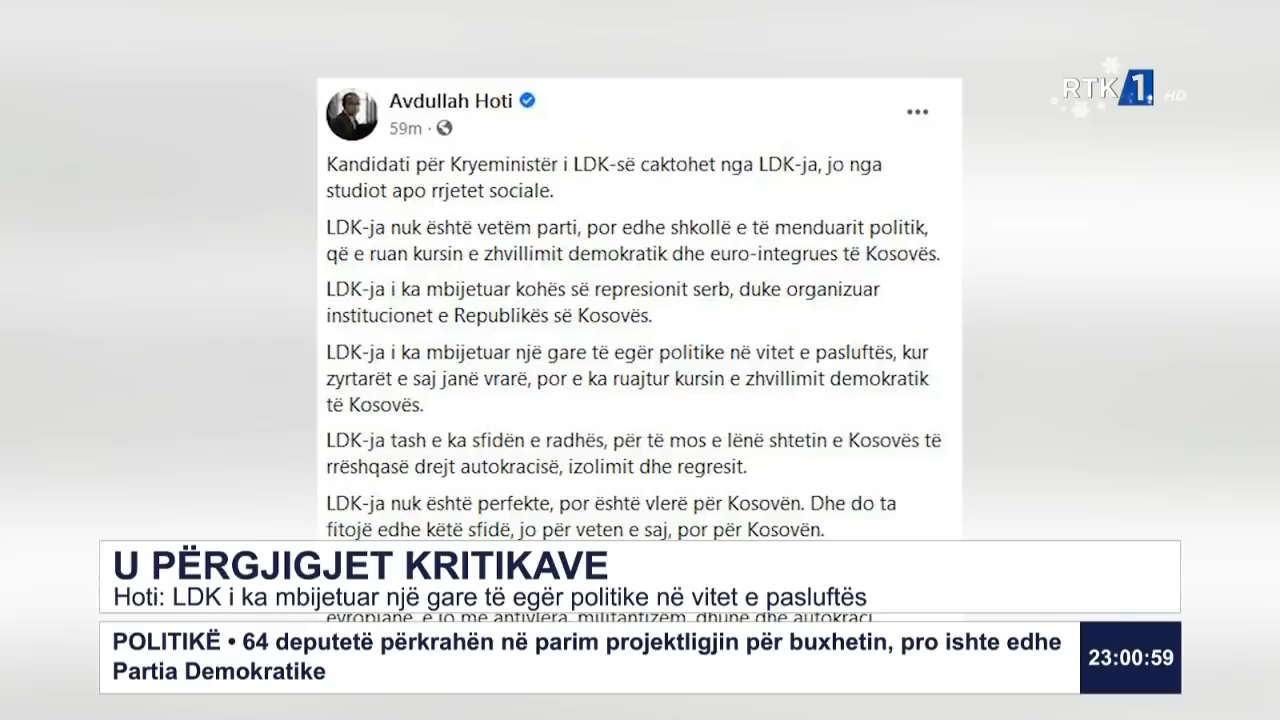 RTK 1 HD
Avdullah Hoti
59m ·
Kandidati për Kryeministër i LDK-së caktohet nga LDK-ja, jo nga
studiot apo rrjetet sociale.
LDK-ja nuk është vetëm parti, por edhe shkollë e të menduarit politik,
që e ruan kursin e zhvillimit demokratik dhe euro-integrues të Kosovës.
LDK-ja i ka mbijetuar kohës së represionit serb, duke organizuar
institucionet e Republikës së Kosovës.
LDK-ja i ka mbijetuar një gare të egër politike në vitet e pasluftës, kur
zyrtarët e saj janë vrarë, por e ka ruajtur kursin e zhvillimit demokratik
të Kosovës.
LDK-ja tash e ka sfidën e radhës, për të mos e lënë shtetin e Kosovës të
rrëshqasë drejt autokracisë, izolimit dhe regresit.
LDK-ja nuk është perfekte, por është vlerë për Kosovën. Dhe do ta
fitojë edhe këtë sfidë, jo për veten e saj, por për Kosovën.
U PËRGJIGJET KRITIKAVE
Hoti: LDK i ka mbijetuar një gare të egër politike në vitet e pasluftës
evropiane, e jo me antivlera, militantizëm, dhunë dhe autokraci
POLITIKË • 64 deputetë përkrahën në parim projektligjin për buxhetin, pro ishte edhe
Partia Demokratike
23:00:59